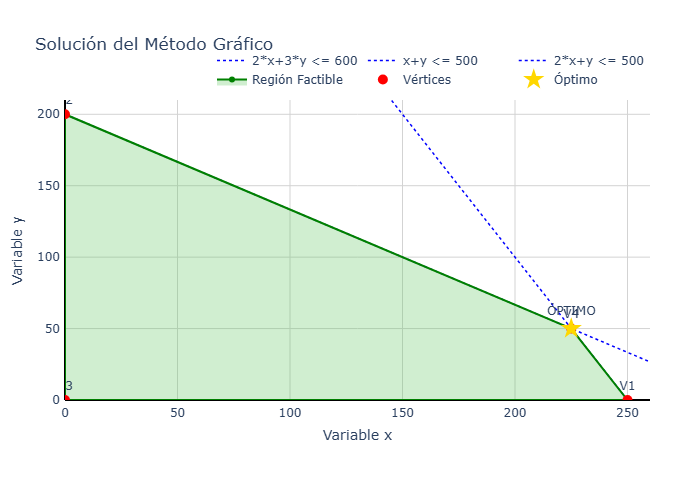 Solución del Método Gráfico
2*x+3*y <= 600 x+y <= 500 2*x+y <= 500
Región Factible Vértices Óptimo
2
200
150
Variable y
100
ÓPTIMO
V4
50
3
V1
0
0 50 100 150 200 250
Variable x